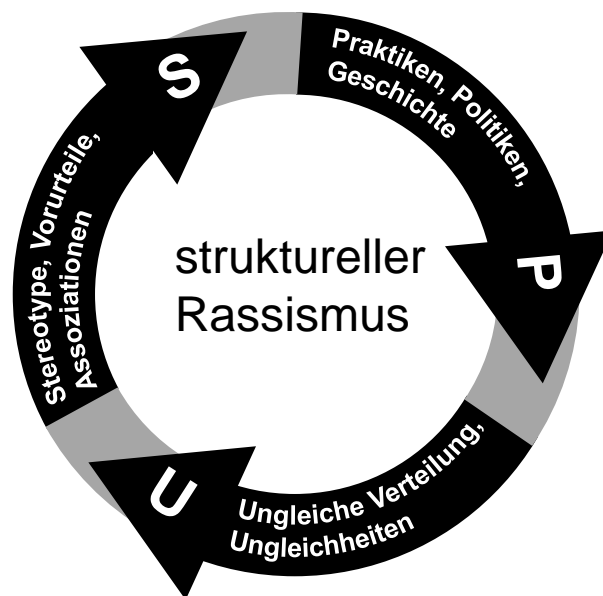 S
Praktiken, Politiken,
Geschichte
P
struktureller
Rassismus
Stereotype, Vorurteile,
Assoziationen
U
Ungleiche Verteilung,
Ungleichheiten